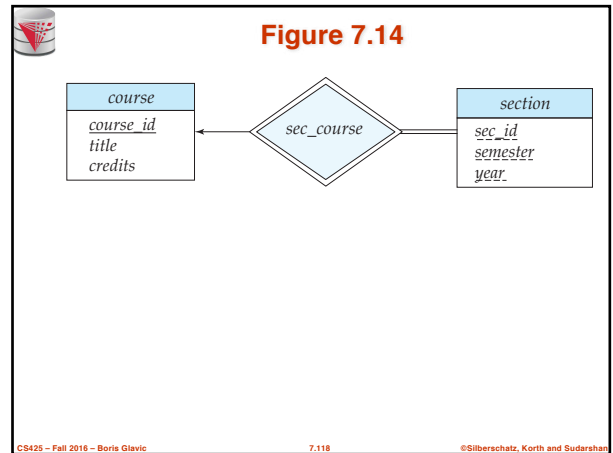 Figure 7.14
course
course_id
title
credits
sec_course
section
sec_id
semester
year
CS425 – Fall 2016 – Boris Glavic
7.118
©Silberschatz, Korth and Sudarshan